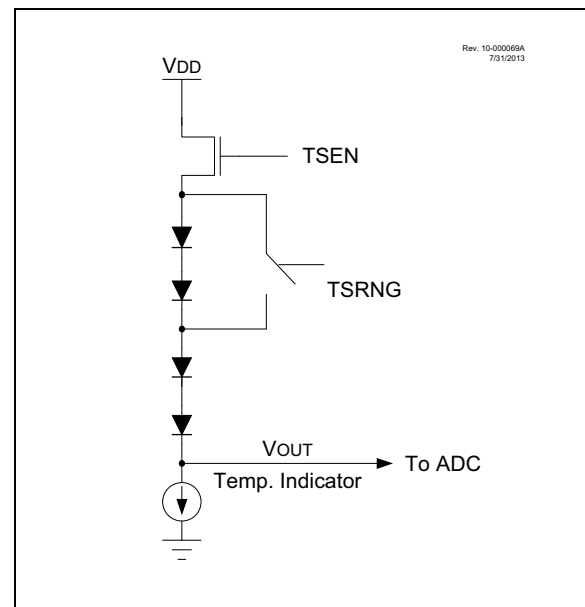 Rev. 10-000069A
7/31/2013
VDD
TSEN
TSRNG
VOUT
To ADC
Temp. Indicator